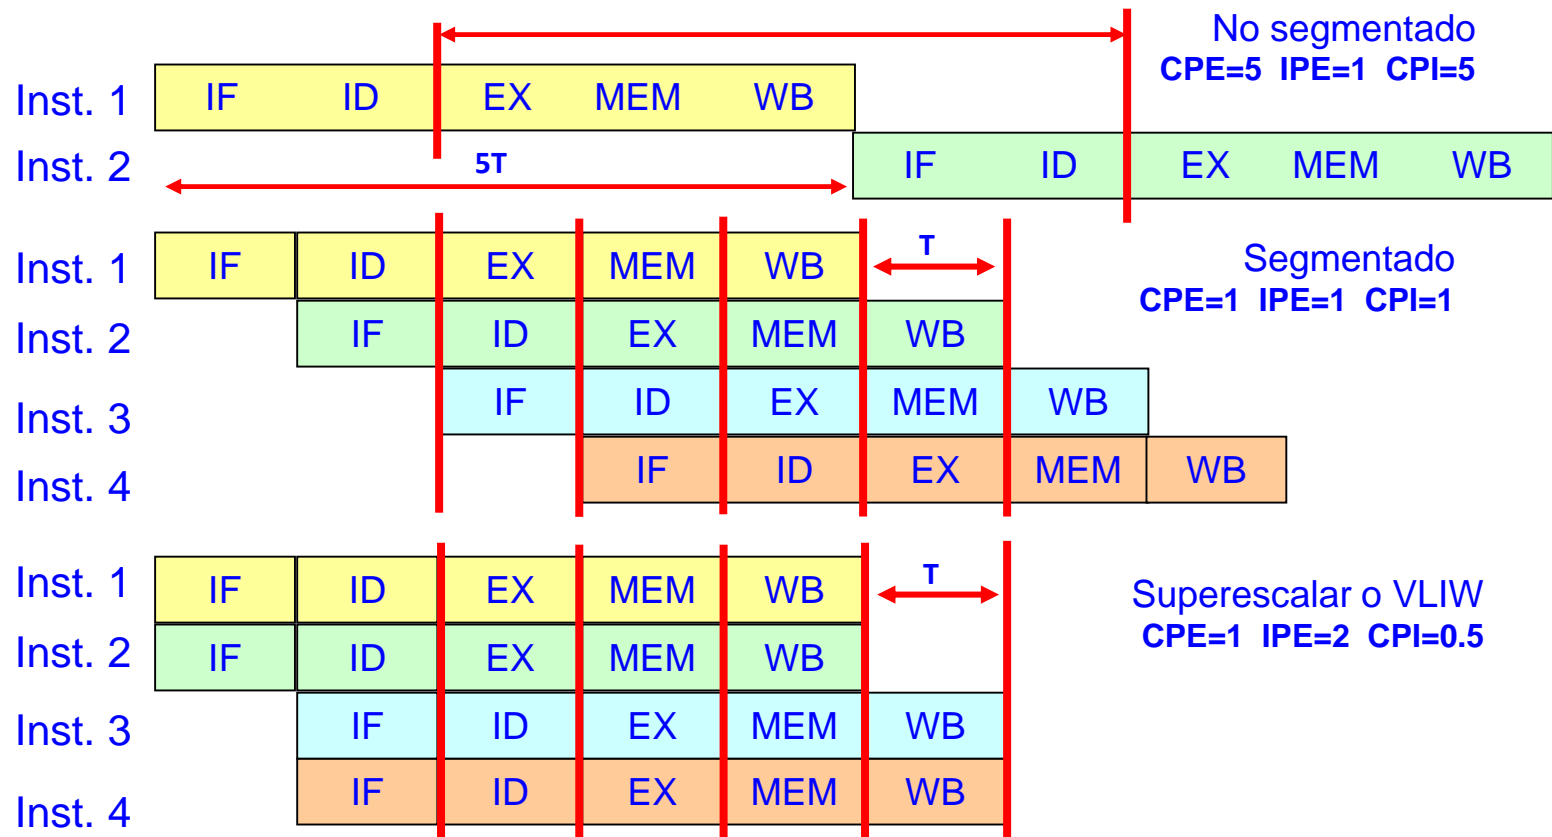 No segmentado
CPE=5 IPE=1 CPI=5
Inst. 1 IF ID EX MEM WB
Inst. 2 IF ID EX MEM WB
5T
Segmentado
CPE=1 IPE=1 CPI=1
Inst. 1 IF ID EX MEM WB T
Inst. 2 IF ID EX MEM WB
Inst. 3 IF ID EX MEM WB
Inst. 4 IF ID EX MEM WB
Superescalar o VLIW
CPE=1 IPE=2 CPI=0.5
Inst. 1 IF ID EX MEM WB T
Inst. 2 IF ID EX MEM WB
Inst. 3 IF ID EX MEM WB
Inst. 4 IF ID EX MEM WB